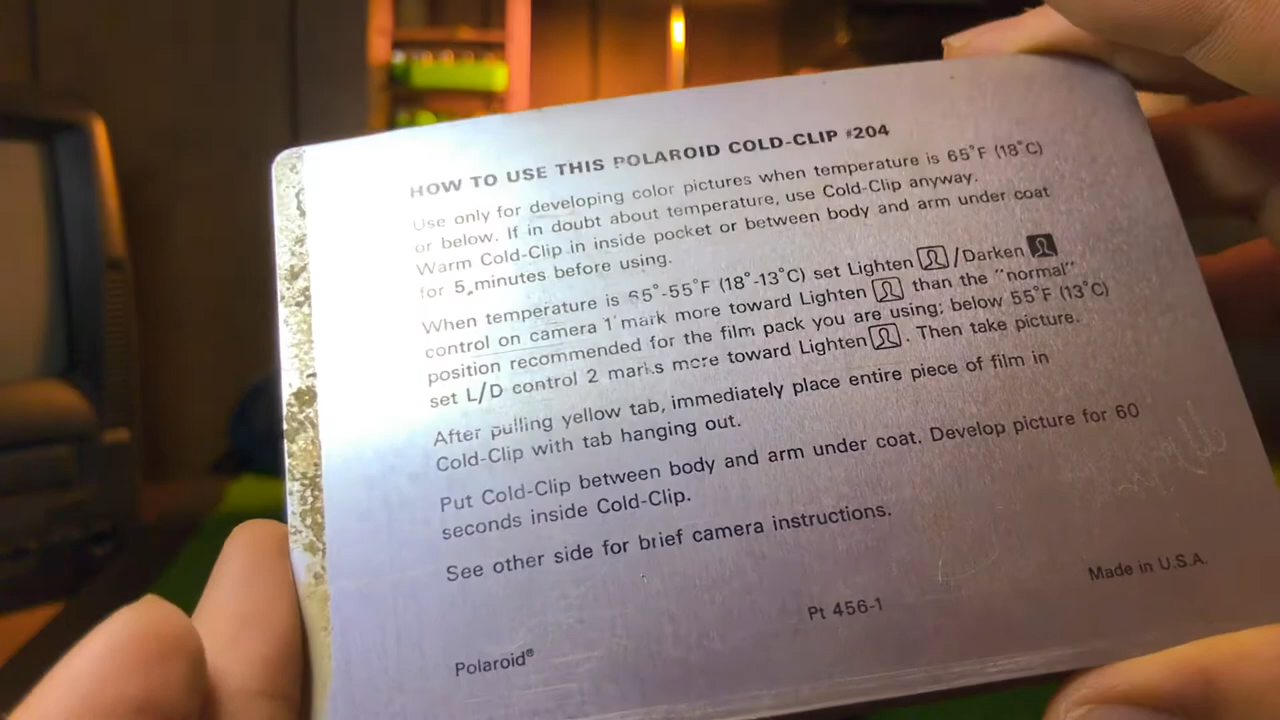 HOW TO USE THIS POLAROID COLD-CLIP #204
Use only for developing color pictures when temperature is 65°F (18°C)
or below. If in doubt about temperature, use Cold-Clip anyway.
Warm Cold-Clip in inside pocket or between body and arm under coat
for 5 minutes before using.
When temperature is 65°-55°F (18°-13°C) set Lighten /Darken
control on camera 1 mark more toward Lighten than the "normal"
position recommended for the film pack you are using; below 55°F (13°C)
set L/D control 2 marks more toward Lighten . Then take picture.
After pulling yellow tab, immediately place entire piece of film in
Cold-Clip with tab hanging out.
Put Cold-Clip between body and arm under coat. Develop picture for 60
seconds inside Cold-Clip.
See other side for brief camera instructions.
Polaroid®
Pt 456-1
Made in U.S.A.